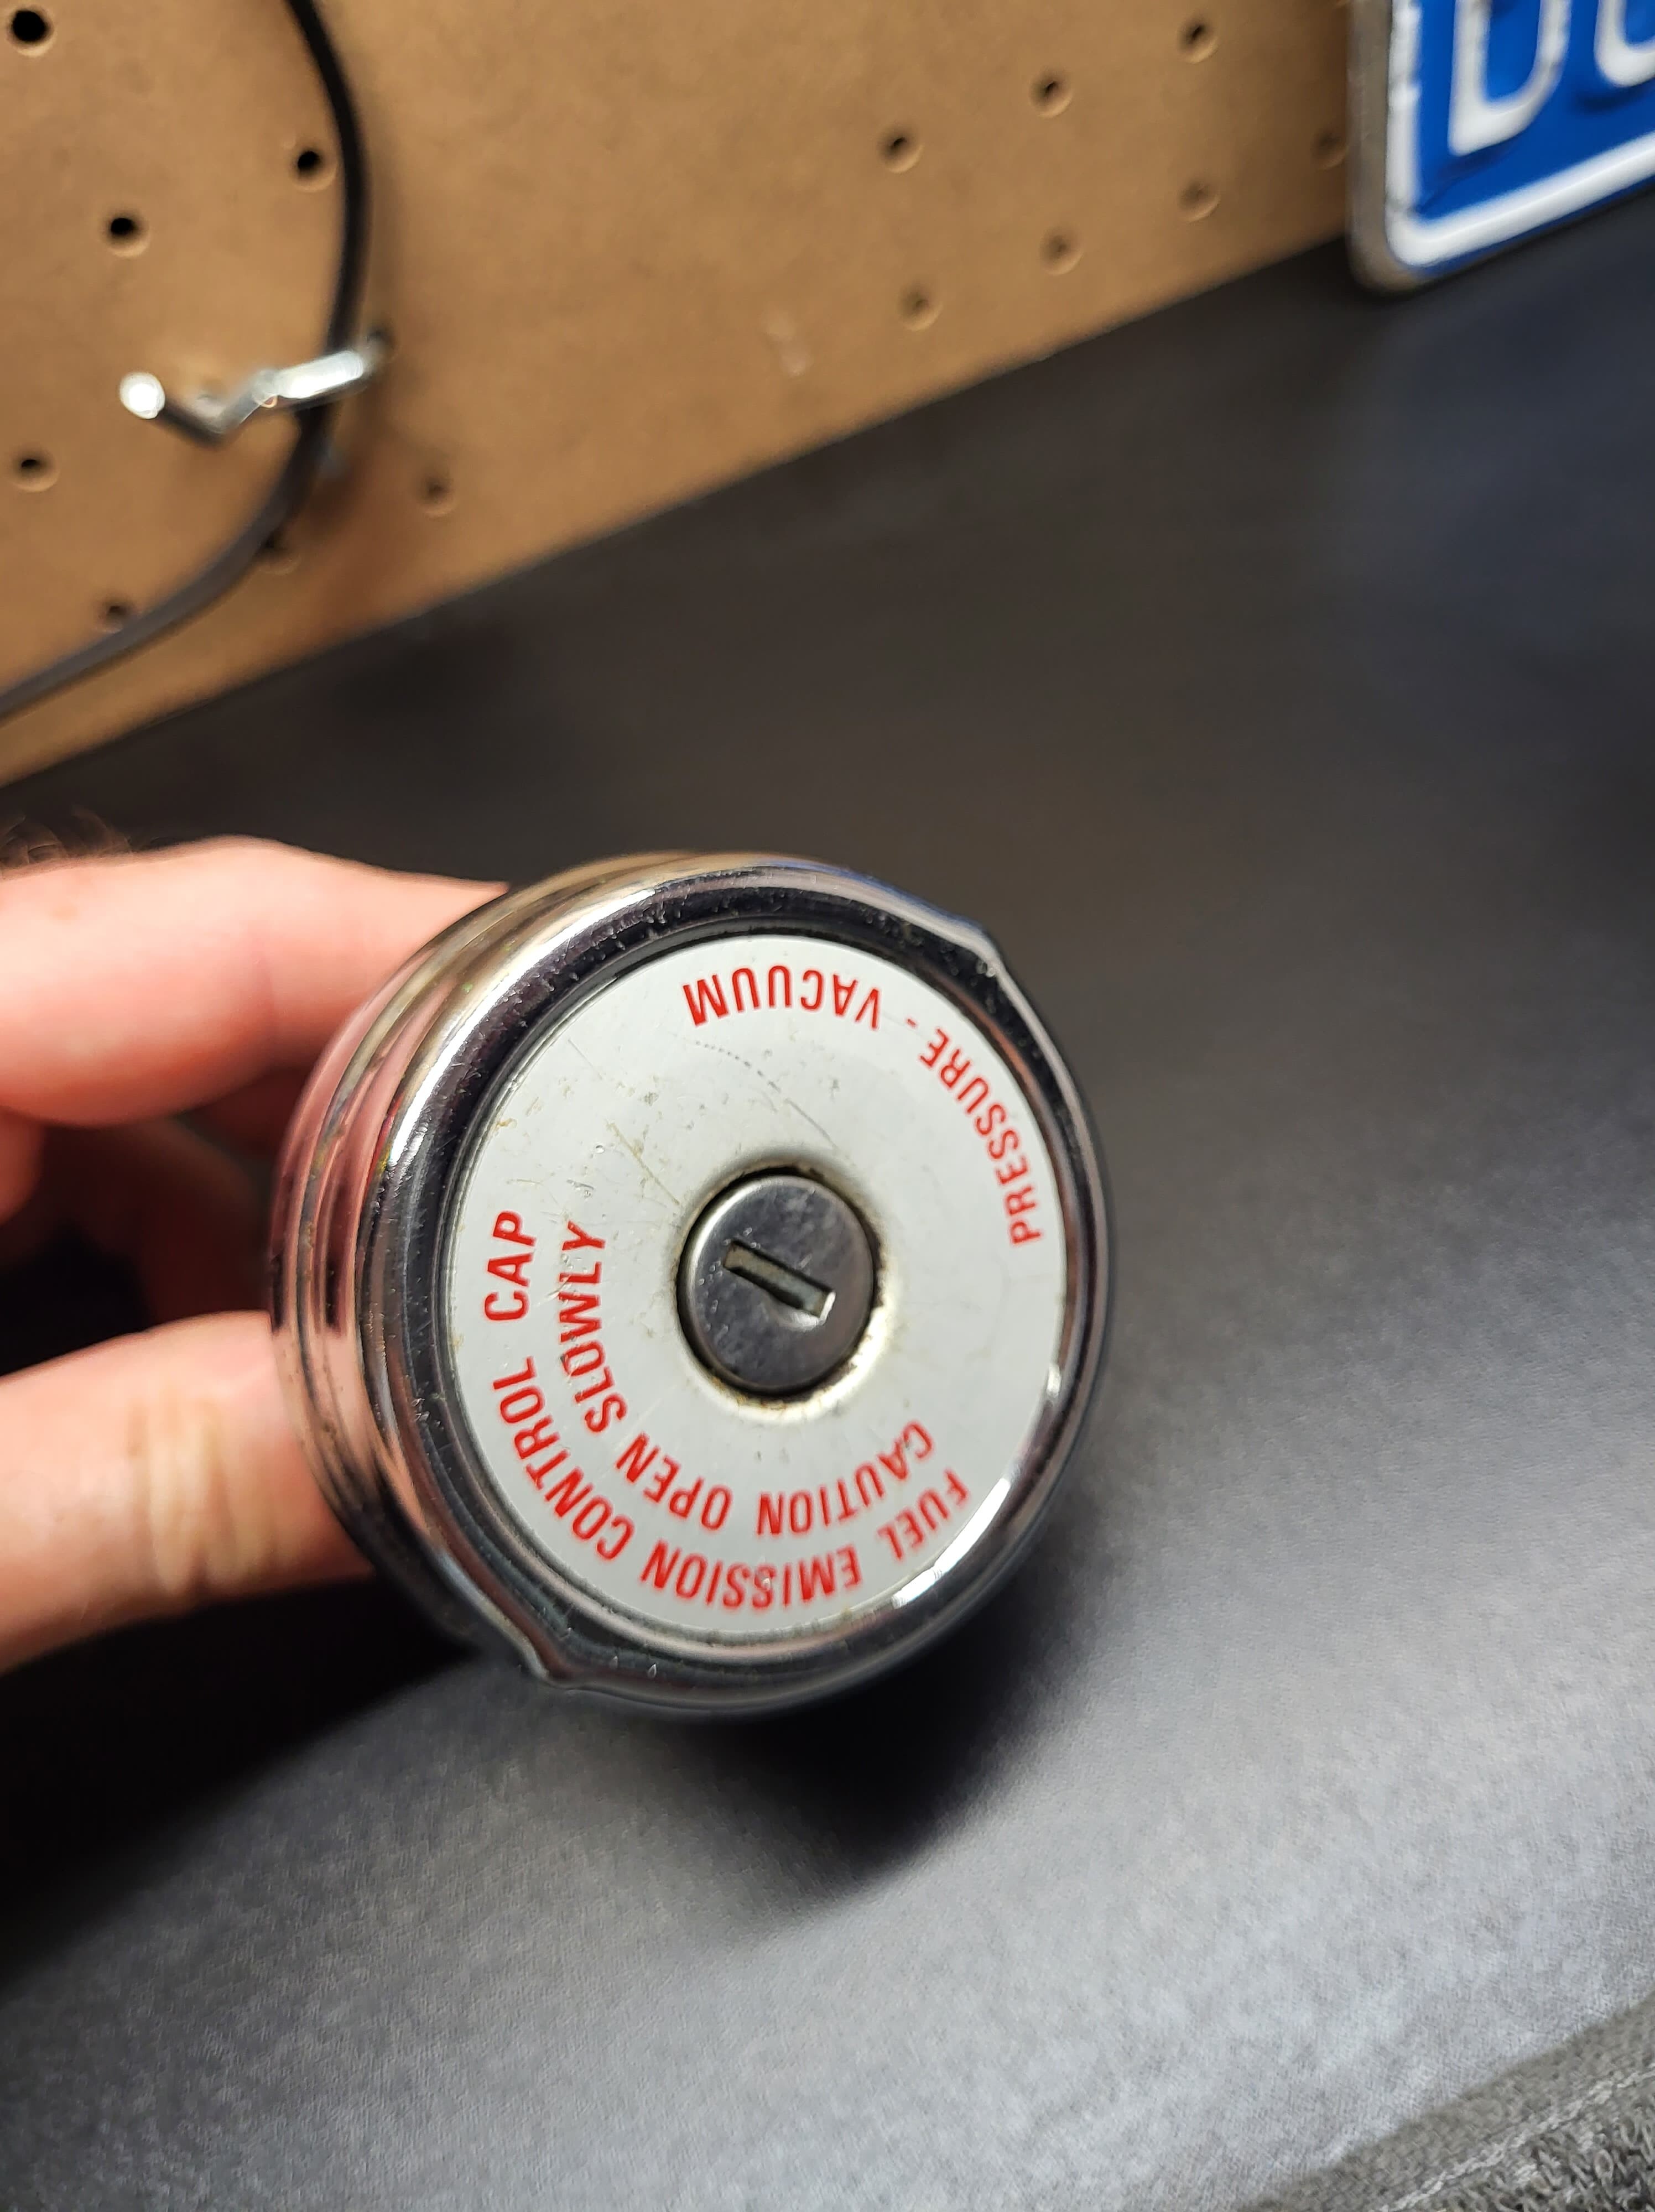 PRESSURE - VACUUM
FUEL EMISSION CONTROL CAP
CAUTION OPEN SLOWLY